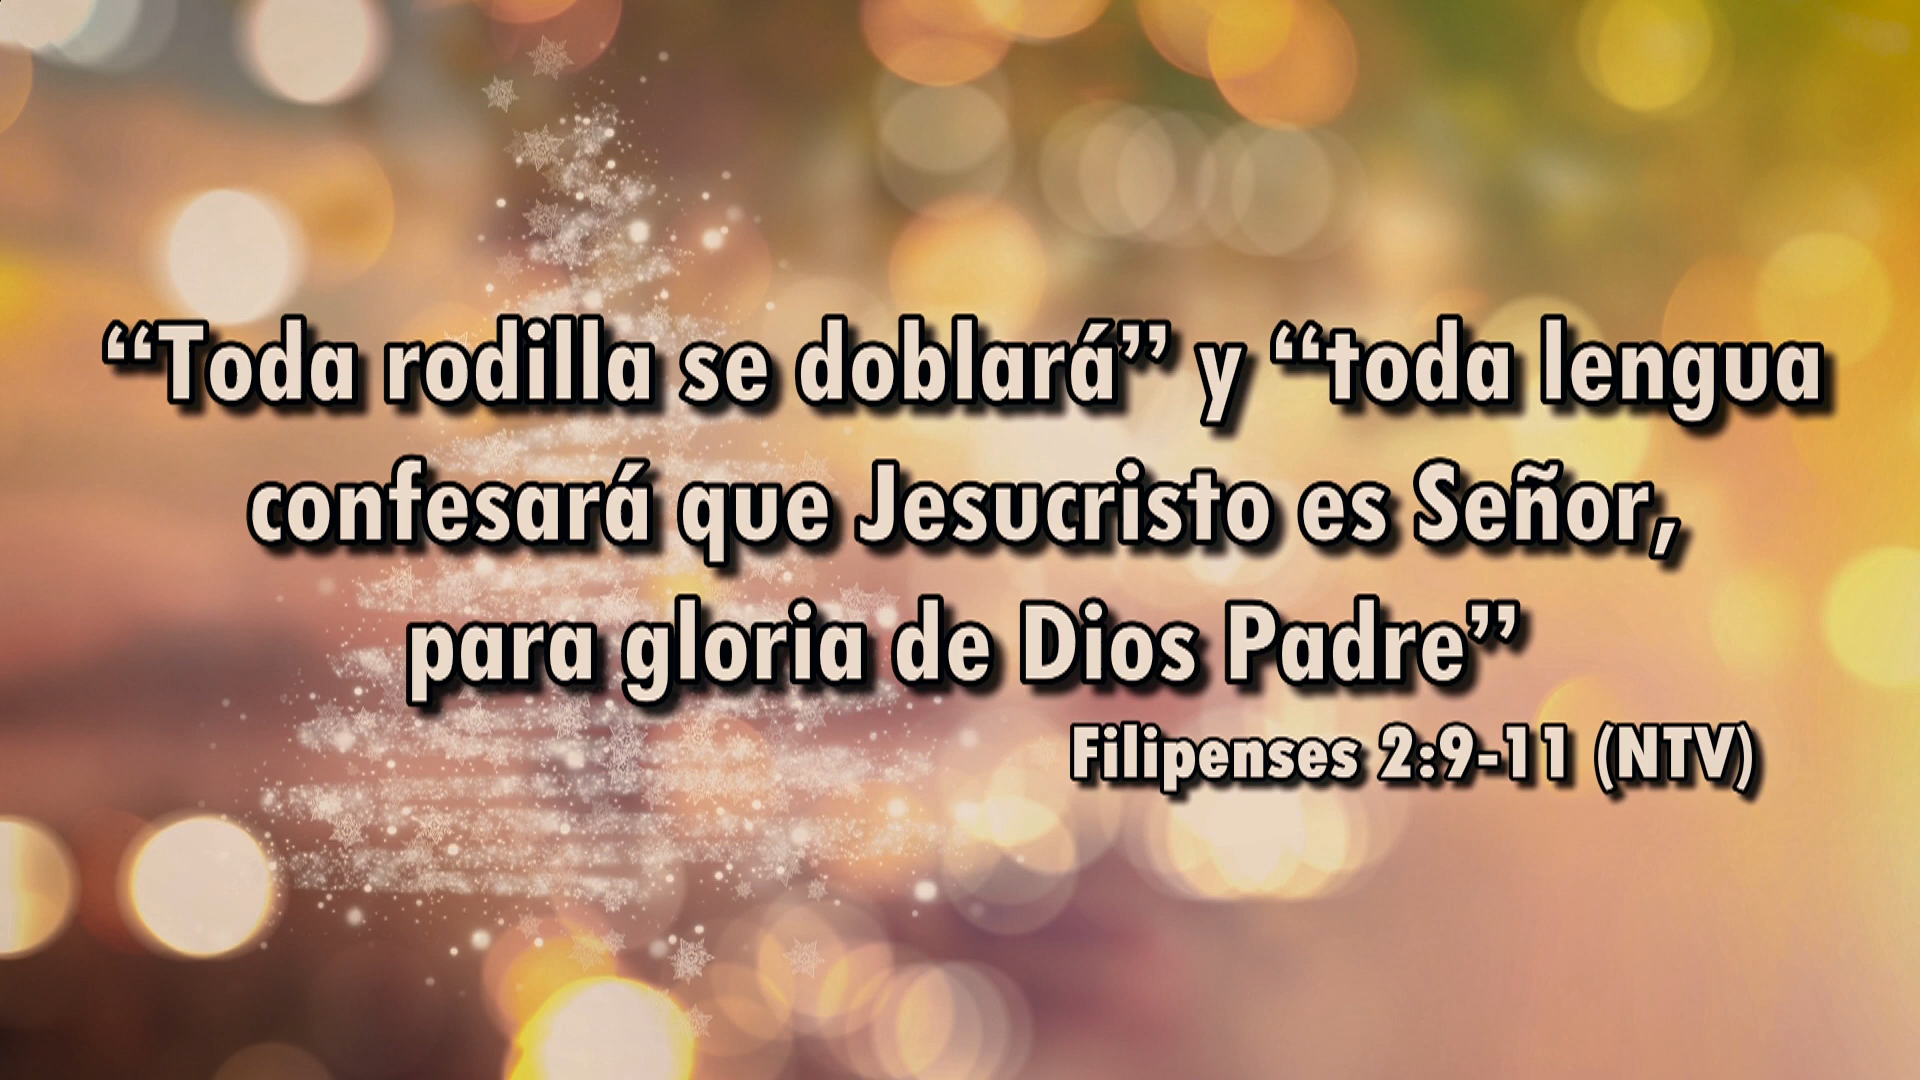 “Toda rodilla se doblará” y “toda lengua
confesará que Jesucristo es Señor,
para gloria de Dios Padre”
Filipenses 2:9-11 (NTV)